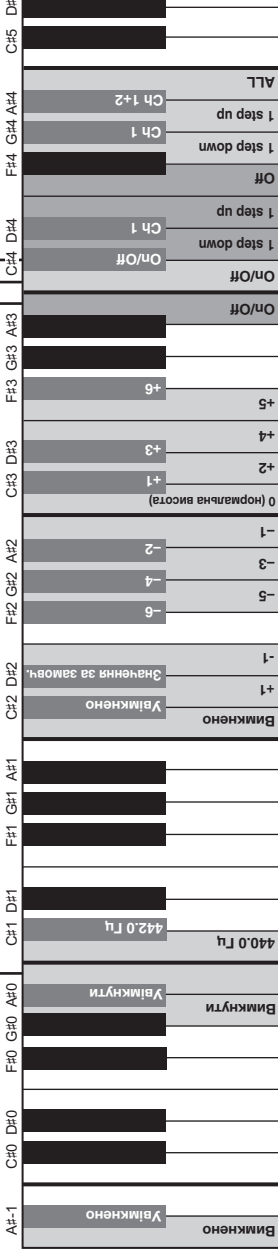 Вимкнено
Увімкнено
A#-1
C#0
D#0
F#0
G#0
Вимкнути
Увімкнути
A#0
440.0 Гц
442.0 Гц
C#1
D#1
F#1
G#1
A#1
Вимкнено
Увімкнено
C#2
+1
Значення за замовч.
D#2
-1
–6
F#2
–5
–4
G#2
–3
–2
A#2
–1
0 (нормальна висота)
+1
C#3
+2
+3
D#3
+4
+5
+6
F#3
G#3
A#3
On/Off
On/Off
On/Off
C#4
1 step down
Ch 1
D#4
1 step up
Off
F#4
1 step down
Ch 1
G#4
1 step up
Ch 1+2
A#4
ALL
C#5
D#